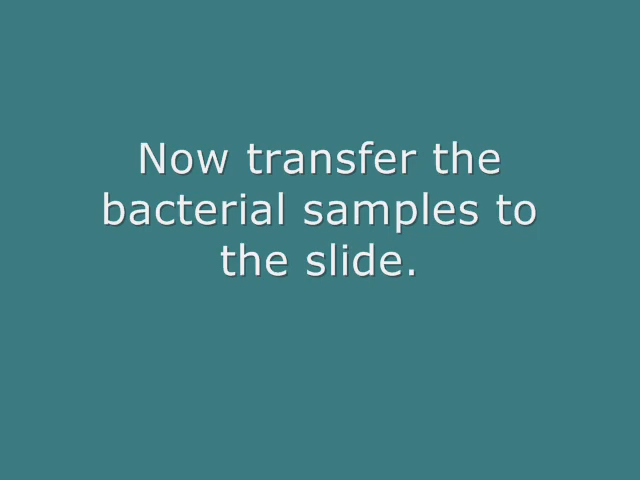 Now transfer the
bacterial samples to
the slide.